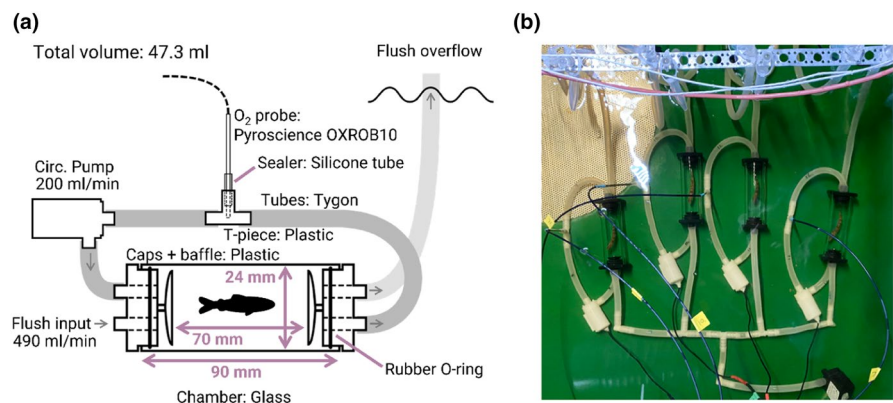 (a)
Total volume: 47.3 ml
Flush overflow
O2 probe:
Pyroscience OXROB10
Circ. Pump
200 ml/min
Sealer: Silicone tube
Tubes: Tygon
T-piece: Plastic
Caps + baffle: Plastic
24 mm
Flush input
490 ml/min
70 mm
90 mm
Rubber O-ring
Chamber: Glass
(b)